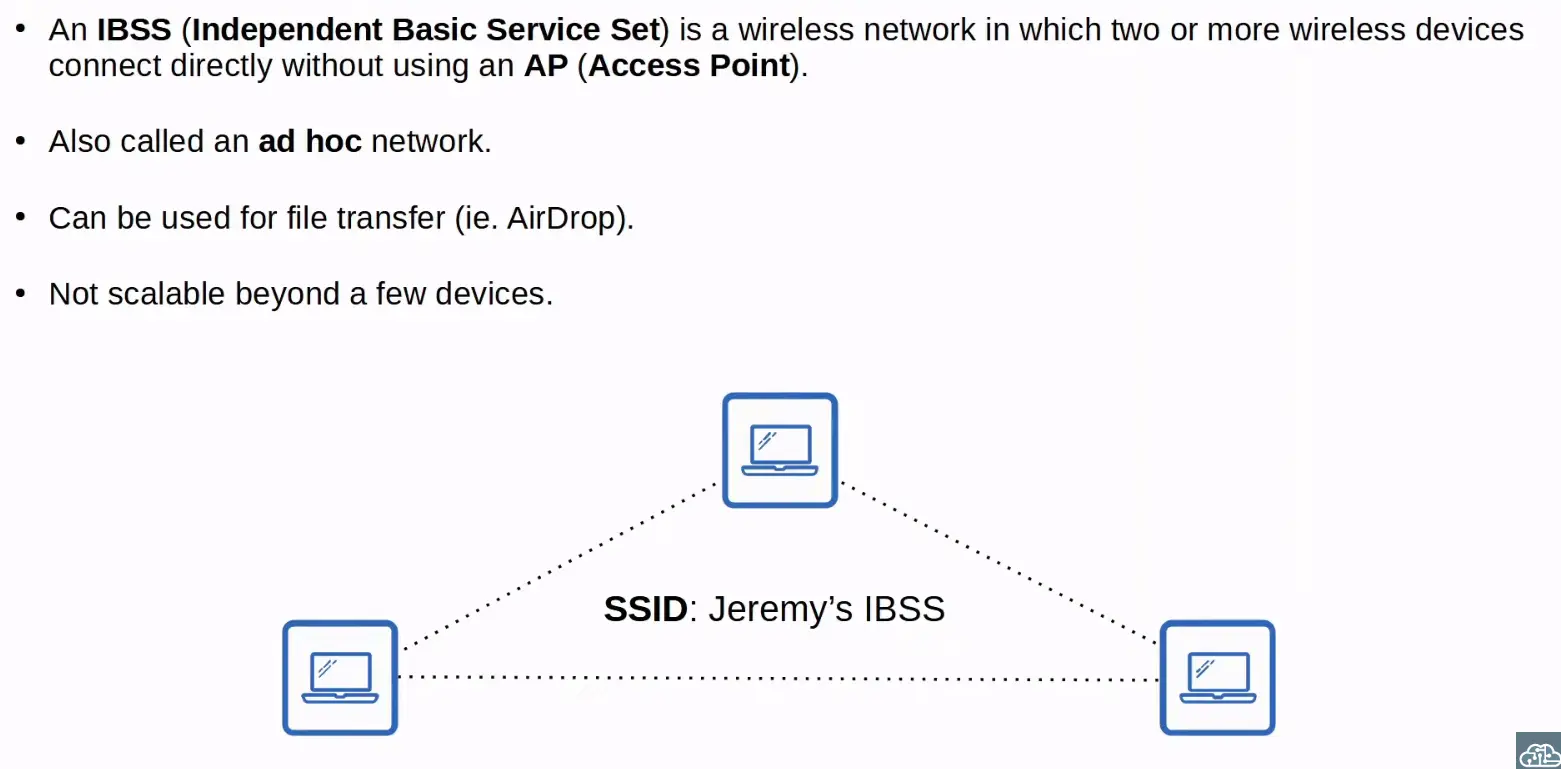 • An IBSS (Independent Basic Service Set) is a wireless network in which two or more wireless devices
connect directly without using an AP (Access Point).
• Also called an ad hoc network.
• Can be used for file transfer (ie. AirDrop).
• Not scalable beyond a few devices.
SSID: Jeremy’s IBSS